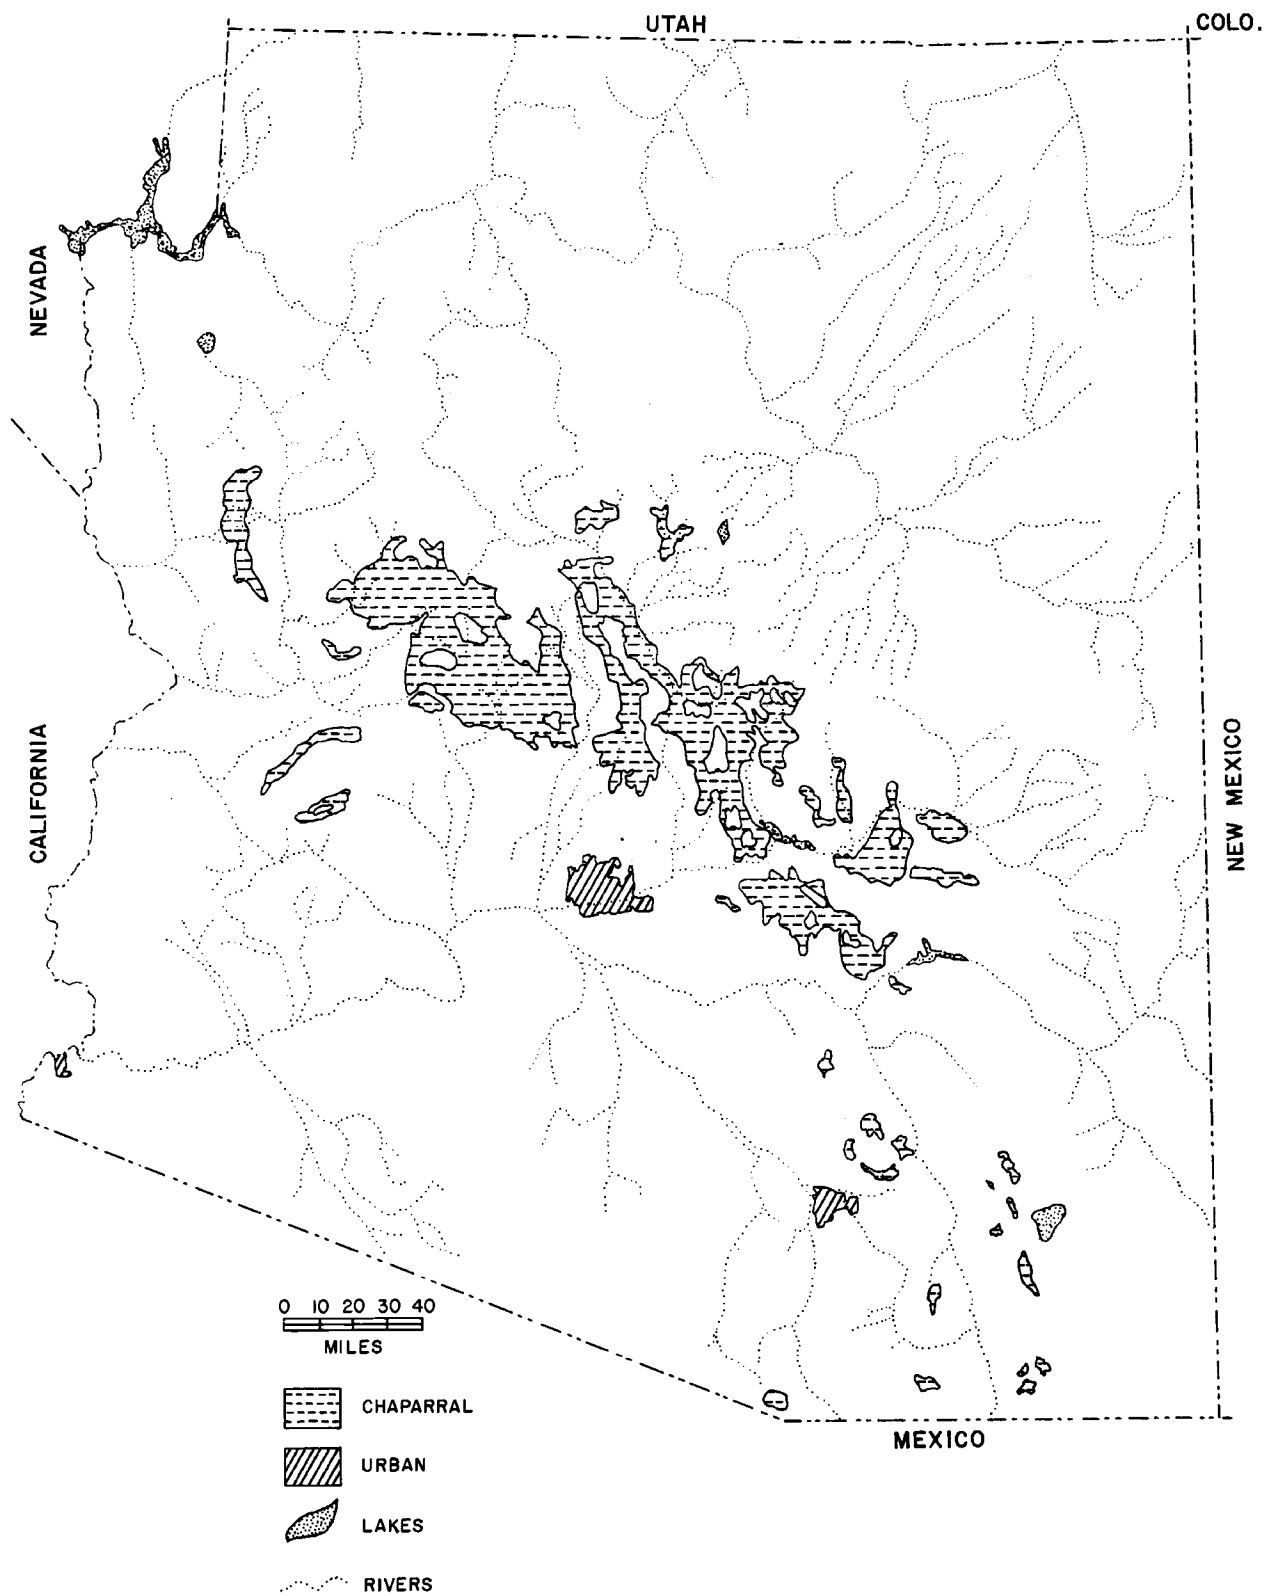 UTAH
COLO.
NEVADA
CALIFORNIA
NEW MEXICO
0 10 20 30 40
MILES
CHAPARRAL
URBAN
LAKES
RIVERS
MEXICO